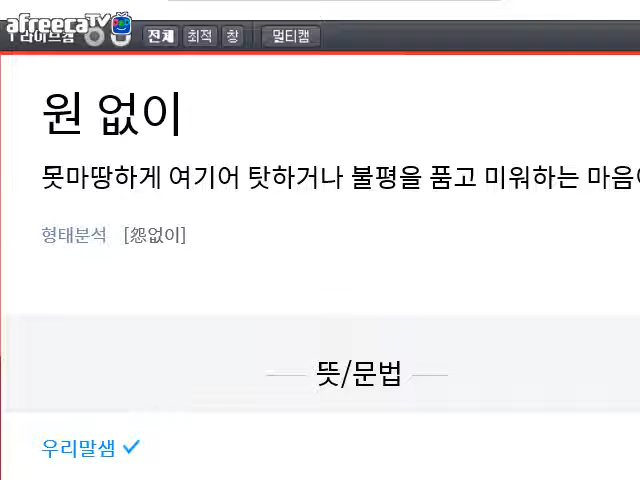 afreecaTV
전체 최적 창 멀티캠
원 없이
못마땅하게 여기어 탓하거나 불평을 품고 미워하는 마음
형태분석 [怨없이]
뜻/문법
우리말샘